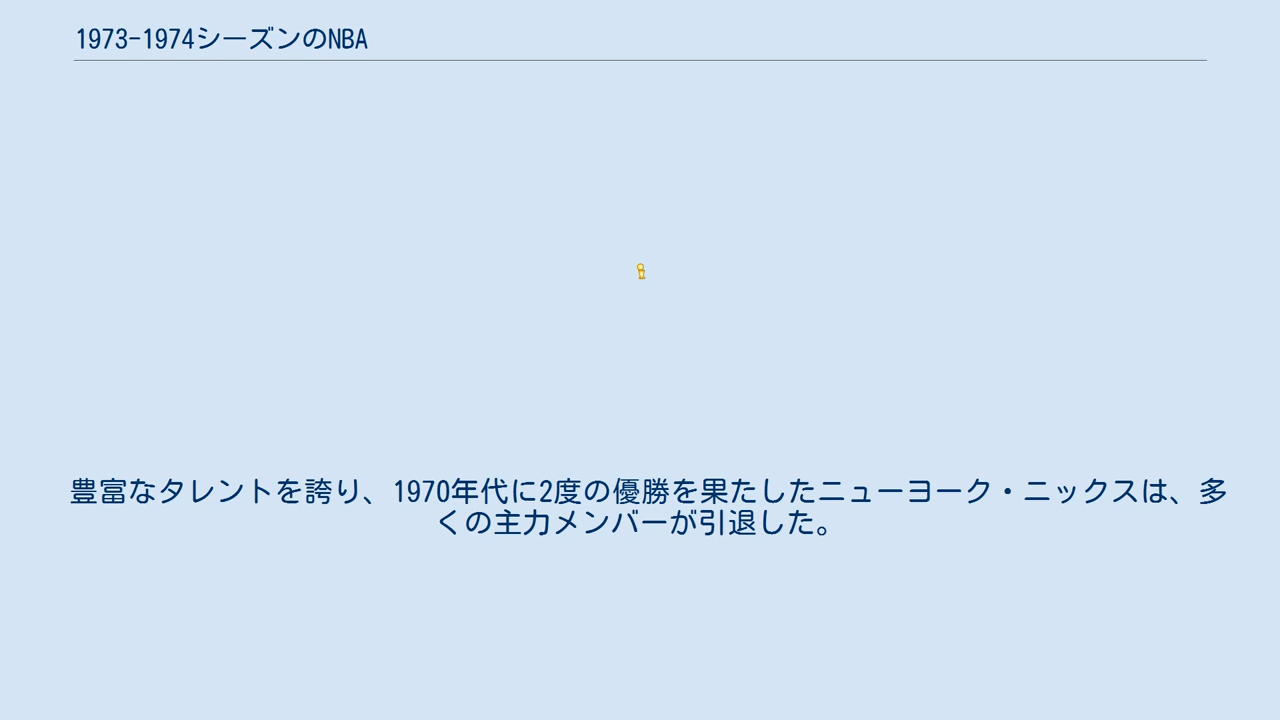 1973-1974シーズンのNBA
豊富なタレントを誇り、1970年代に2度の優勝を果たしたニューヨーク・ニックスは、多
くの主力メンバーが引退した。